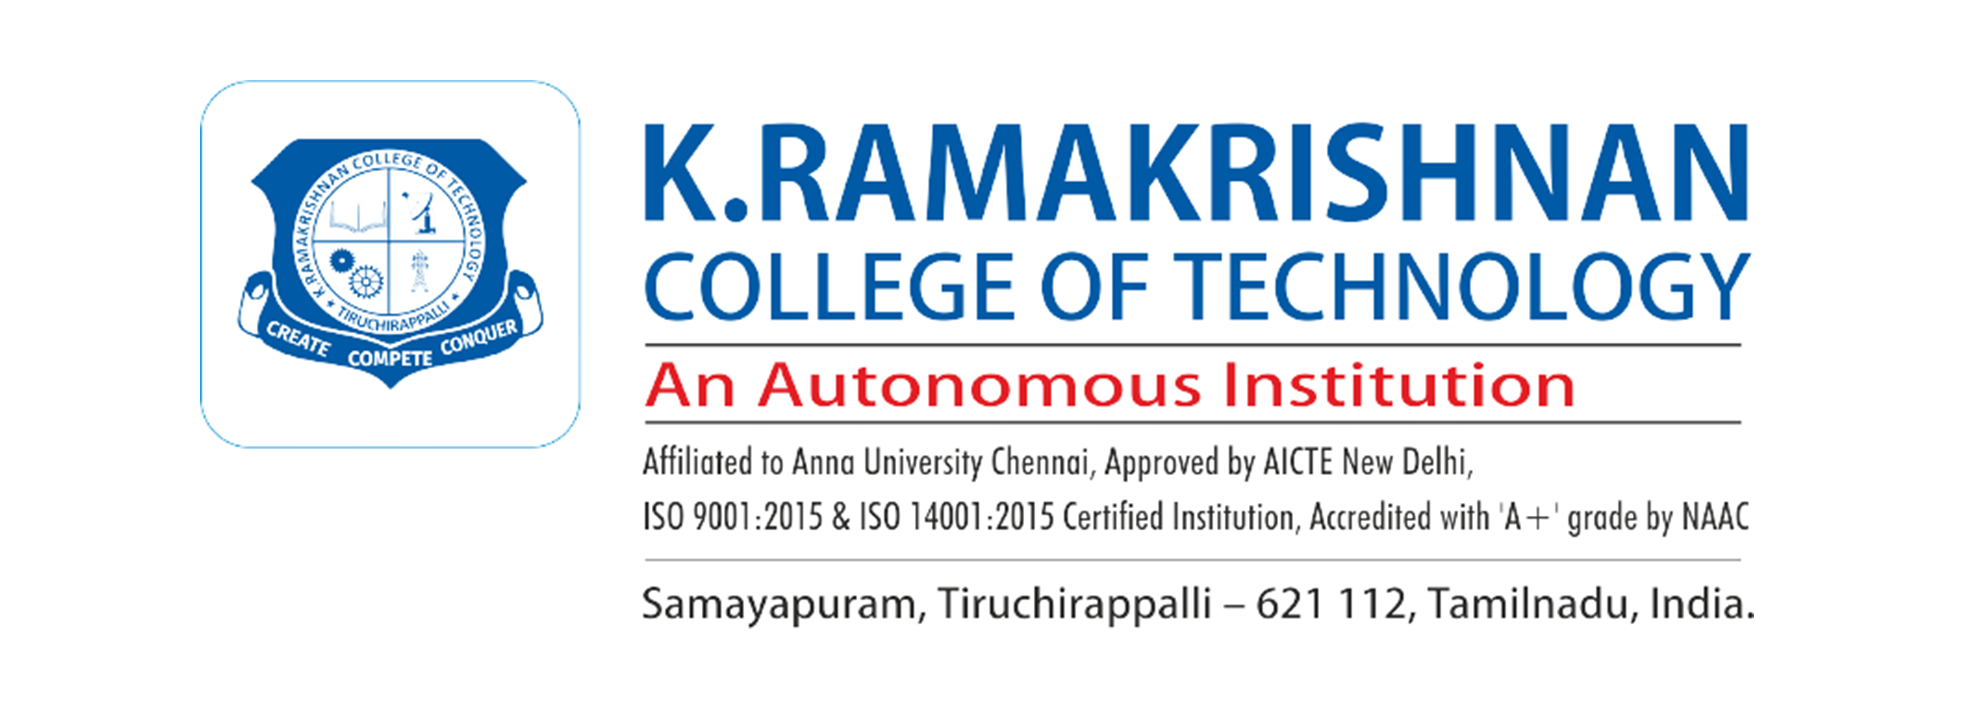 K.RAMAKRISHNAN COLLEGE OF TECHNOLOGY
★ TIRUCHIRAPPALLI ★
CREATE COMPETE CONQUER
K.RAMAKRISHNAN
COLLEGE OF TECHNOLOGY
An Autonomous Institution
Affiliated to Anna University Chennai, Approved by AICTE New Delhi,
ISO 9001:2015 & ISO 14001:2015 Certified Institution, Accredited with 'A+' grade by NAAC
Samayapuram, Tiruchirappalli – 621 112, Tamilnadu, India.